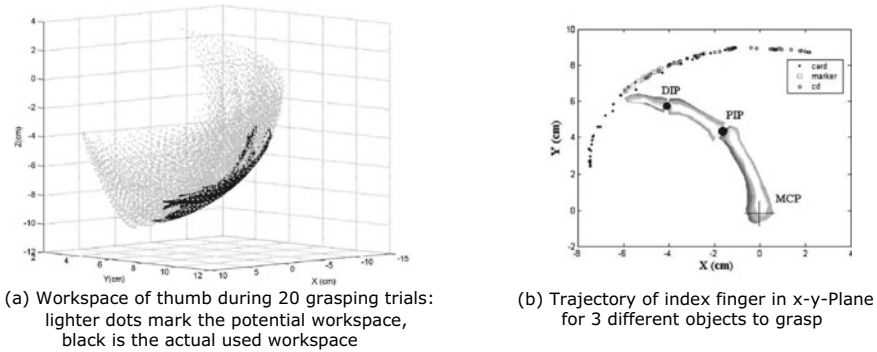 4
2
0
-2
-4
-6
-8
-10
-12
Z(cm)
2
4
6
8
10
12
Y(cm)
10
5
0
-5
-10
-15
X (cm)
(a) Workspace of thumb during 20 grasping trials:
lighter dots mark the potential workspace,
black is the actual used workspace
10
8
6
4
2
0
-2
Y (cm)
card
marker
cd
DIP
PIP
MCP
-8
-6
-4
-2
0
2
4
X (cm)
(b) Trajectory of index finger in x-y-Plane
for 3 different objects to grasp